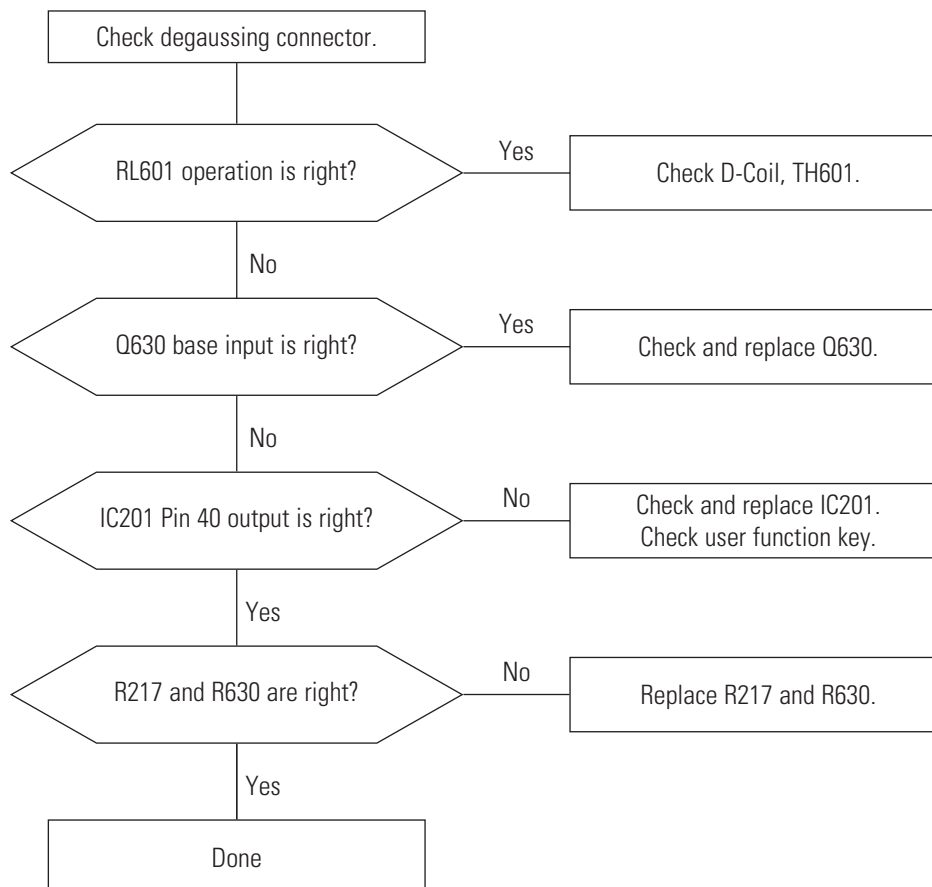 Check degaussing connector.
RL601 operation is right?
Yes
Check D-Coil, TH601.
No
Q630 base input is right?
Yes
Check and replace Q630.
No
IC201 Pin 40 output is right?
No
Check and replace IC201.
Check user function key.
Yes
R217 and R630 are right?
No
Replace R217 and R630.
Yes
Done